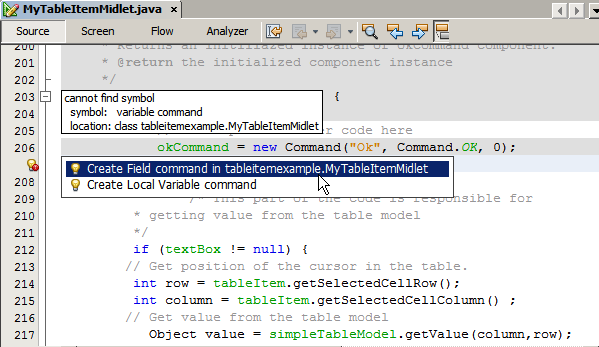 MyTableItemMidlet.java
Source Screen Flow Analyzer
200 * Returns an initiliazed instance of okCommand component.
201 * @return the initialized component instance
202 */
203 {
cannot find symbol
symbol: variable command
location: class tableitemexample.MyTableItemMidlet
204
205 code here
206 okCommand = new Command("Ok", Command.OK, 0);
Create Field command in tableitemexample.MyTableItemMidlet
Create Local Variable command
208
209 /* This part of the code is responsible for
210 * getting value from the table model
211 */
212 if (textBox != null) {
213 // Get position of the cursor in the table.
214 int row = tableItem.getSelectedCellRow();
215 int column = tableItem.getSelectedCellColumn() ;
216 // Get value from the table model
217 Object value = simpleTableModel.getValue(column,row);